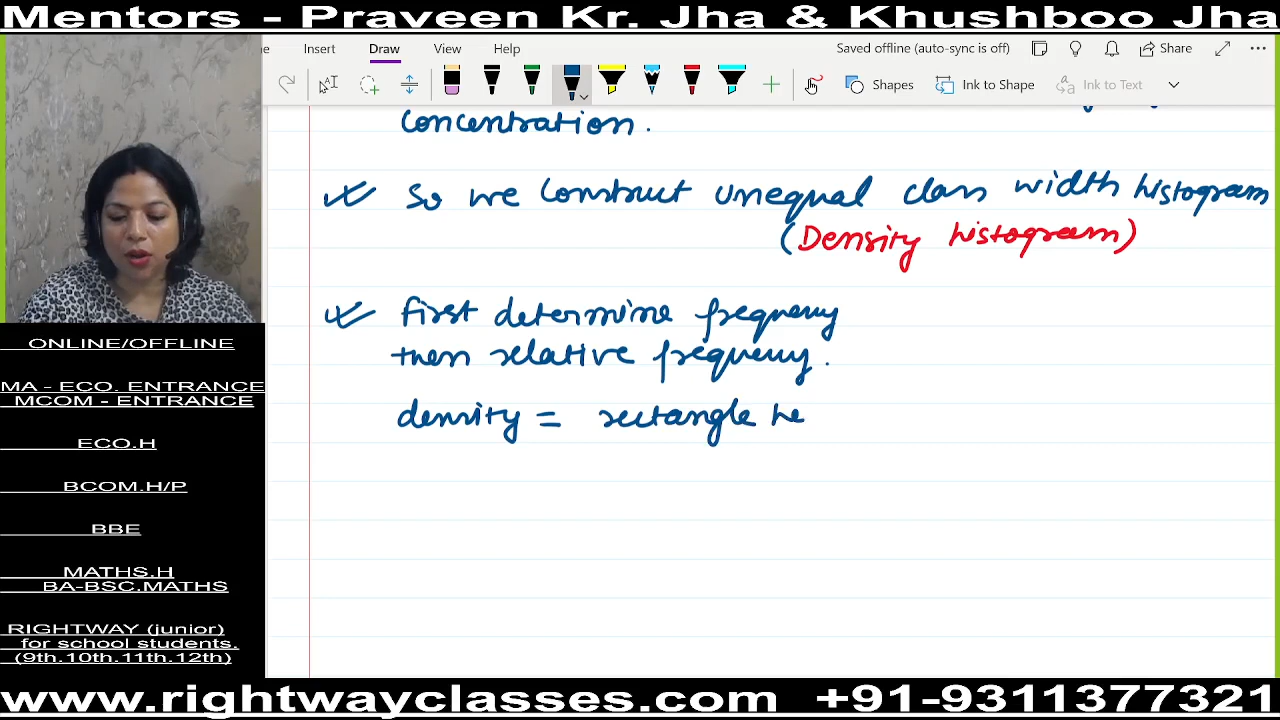 Mentors - Praveen Kr. Jha & Khushboo Jha
Insert Draw View Help
Saved offline (auto-sync is off)
Share
Shapes
Ink to Shape
Ink to Text
concentration.
So we construct unequal class width histogram
(Density histogram)
first determine frequency
then relative frequency.
density = rectangle he
ONLINE/OFFLINE
MA - ECO. ENTRANCE
MCOM - ENTRANCE
ECO.H
BCOM.H/P
BBE
MATHS.H
BA-BSC.MATHS
RIGHTWAY (junior)
for school students.
(9th.10th.11th.12th)
www.rightwayclasses.com +91-9311377321